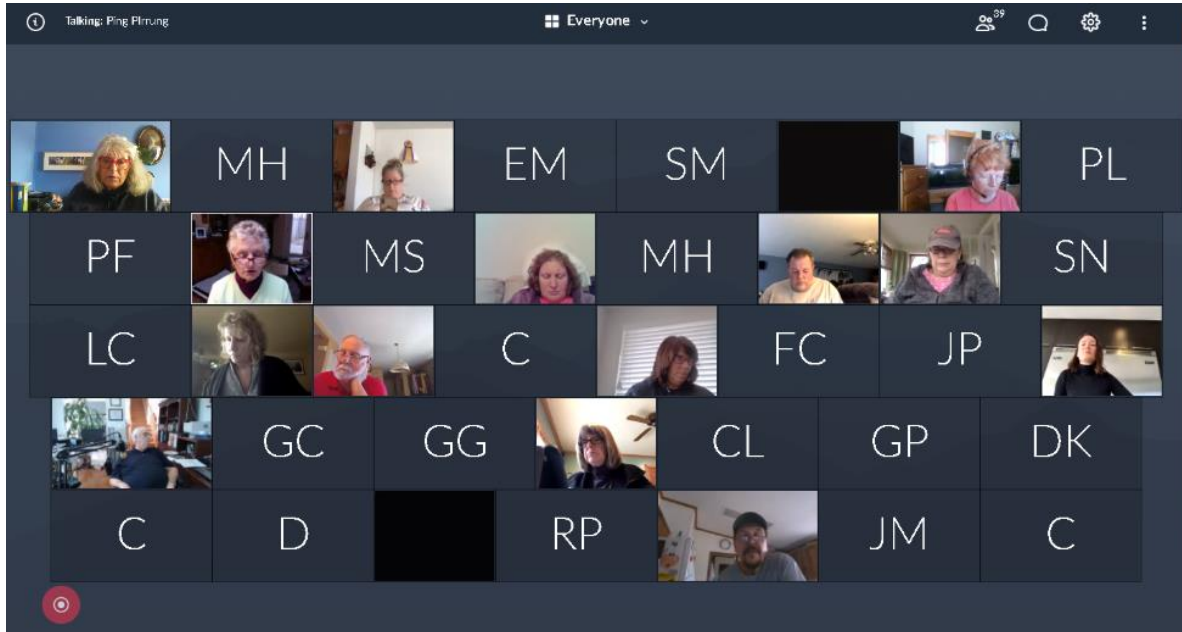 Talking: Ping Pirrung
Everyone
39
MH EM SM PL
PF MS MH SN
LC C FC JP
GC GG CL GP DK
C D RP JM C